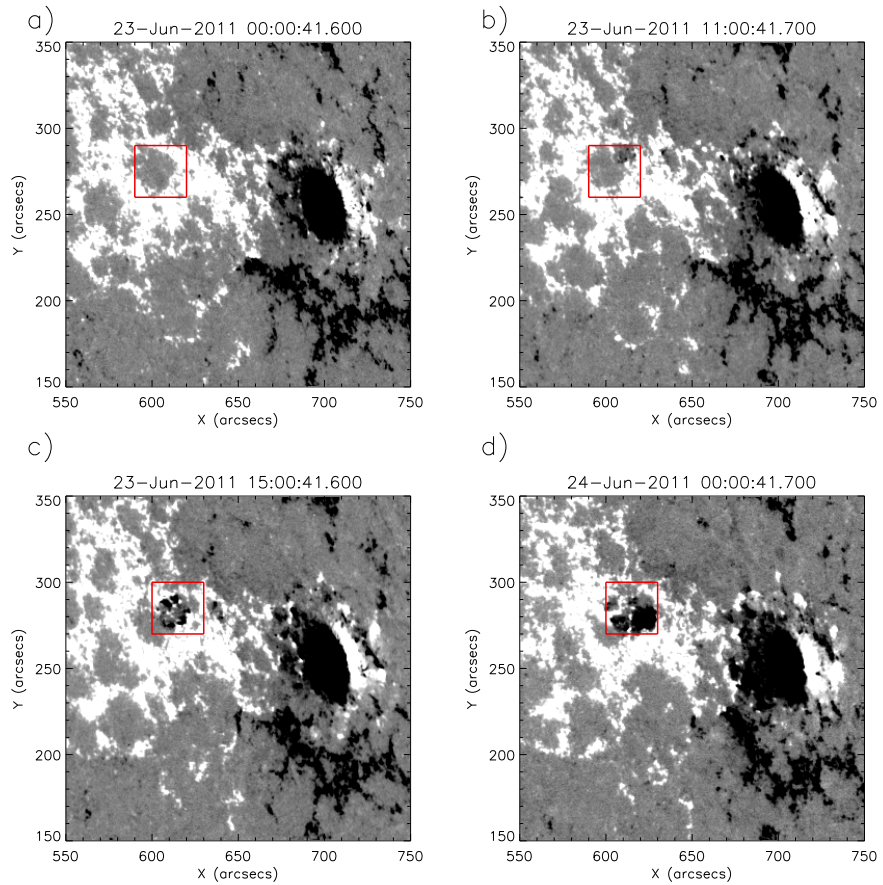 a)
23-Jun-2011 00:00:41.600
350
300
250
200
150
Y (arcsecs)
550 600 650 700 750
X (arcsecs)
b)
23-Jun-2011 11:00:41.700
350
300
250
200
150
Y (arcsecs)
550 600 650 700 750
X (arcsecs)
c)
23-Jun-2011 15:00:41.600
350
300
250
200
150
Y (arcsecs)
550 600 650 700 750
X (arcsecs)
d)
24-Jun-2011 00:00:41.700
350
300
250
200
150
Y (arcsecs)
550 600 650 700 750
X (arcsecs)